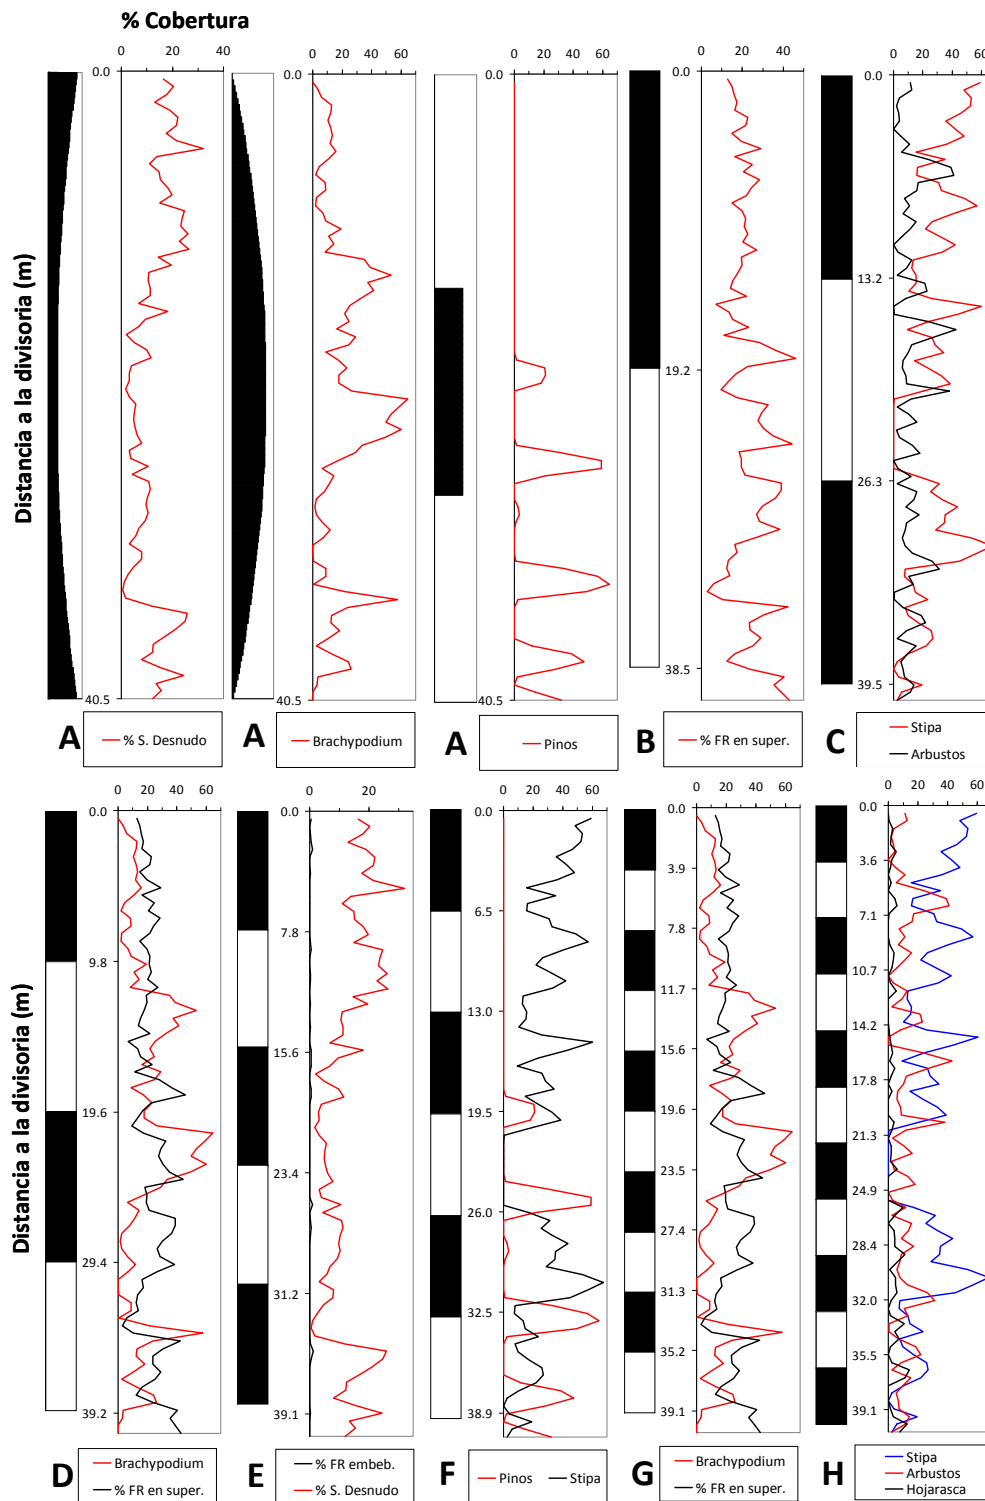 % Cobertura
0 20 40
0 20 40 60
0 20 40 60
0 20 40
0 20 40 60
0.0
0.0
0.0
0.0
13.2
19.2
26.3
38.5
39.5
40.5
40.5
40.5
Distancia a la divisoria (m)
A
% S. Desnudo
A
Brachypodium
A
Pinos
B
% FR en super.
C
Stipa
Arbustos
0 20 40 60
0 20
0 20 40 60
0 20 40 60
0 20 40 60
0.0
9.8
19.6
29.4
39.2
0.0
7.8
15.6
23.4
31.2
39.1
0.0
6.5
13.0
19.5
26.0
32.5
38.9
0.0
3.9
7.8
11.7
15.6
19.6
23.5
27.4
31.3
35.2
39.1
0.0
3.6
7.1
10.7
14.2
17.8
21.3
24.9
28.4
32.0
35.5
39.1
Distancia a la divisoria (m)
D
Brachypodium
% FR en super.
E
% FR embeb.
% S. Desnudo
F
Pinos Stipa
G
Brachypodium
% FR en super.
H
Stipa
Arbustos
Hojarasca